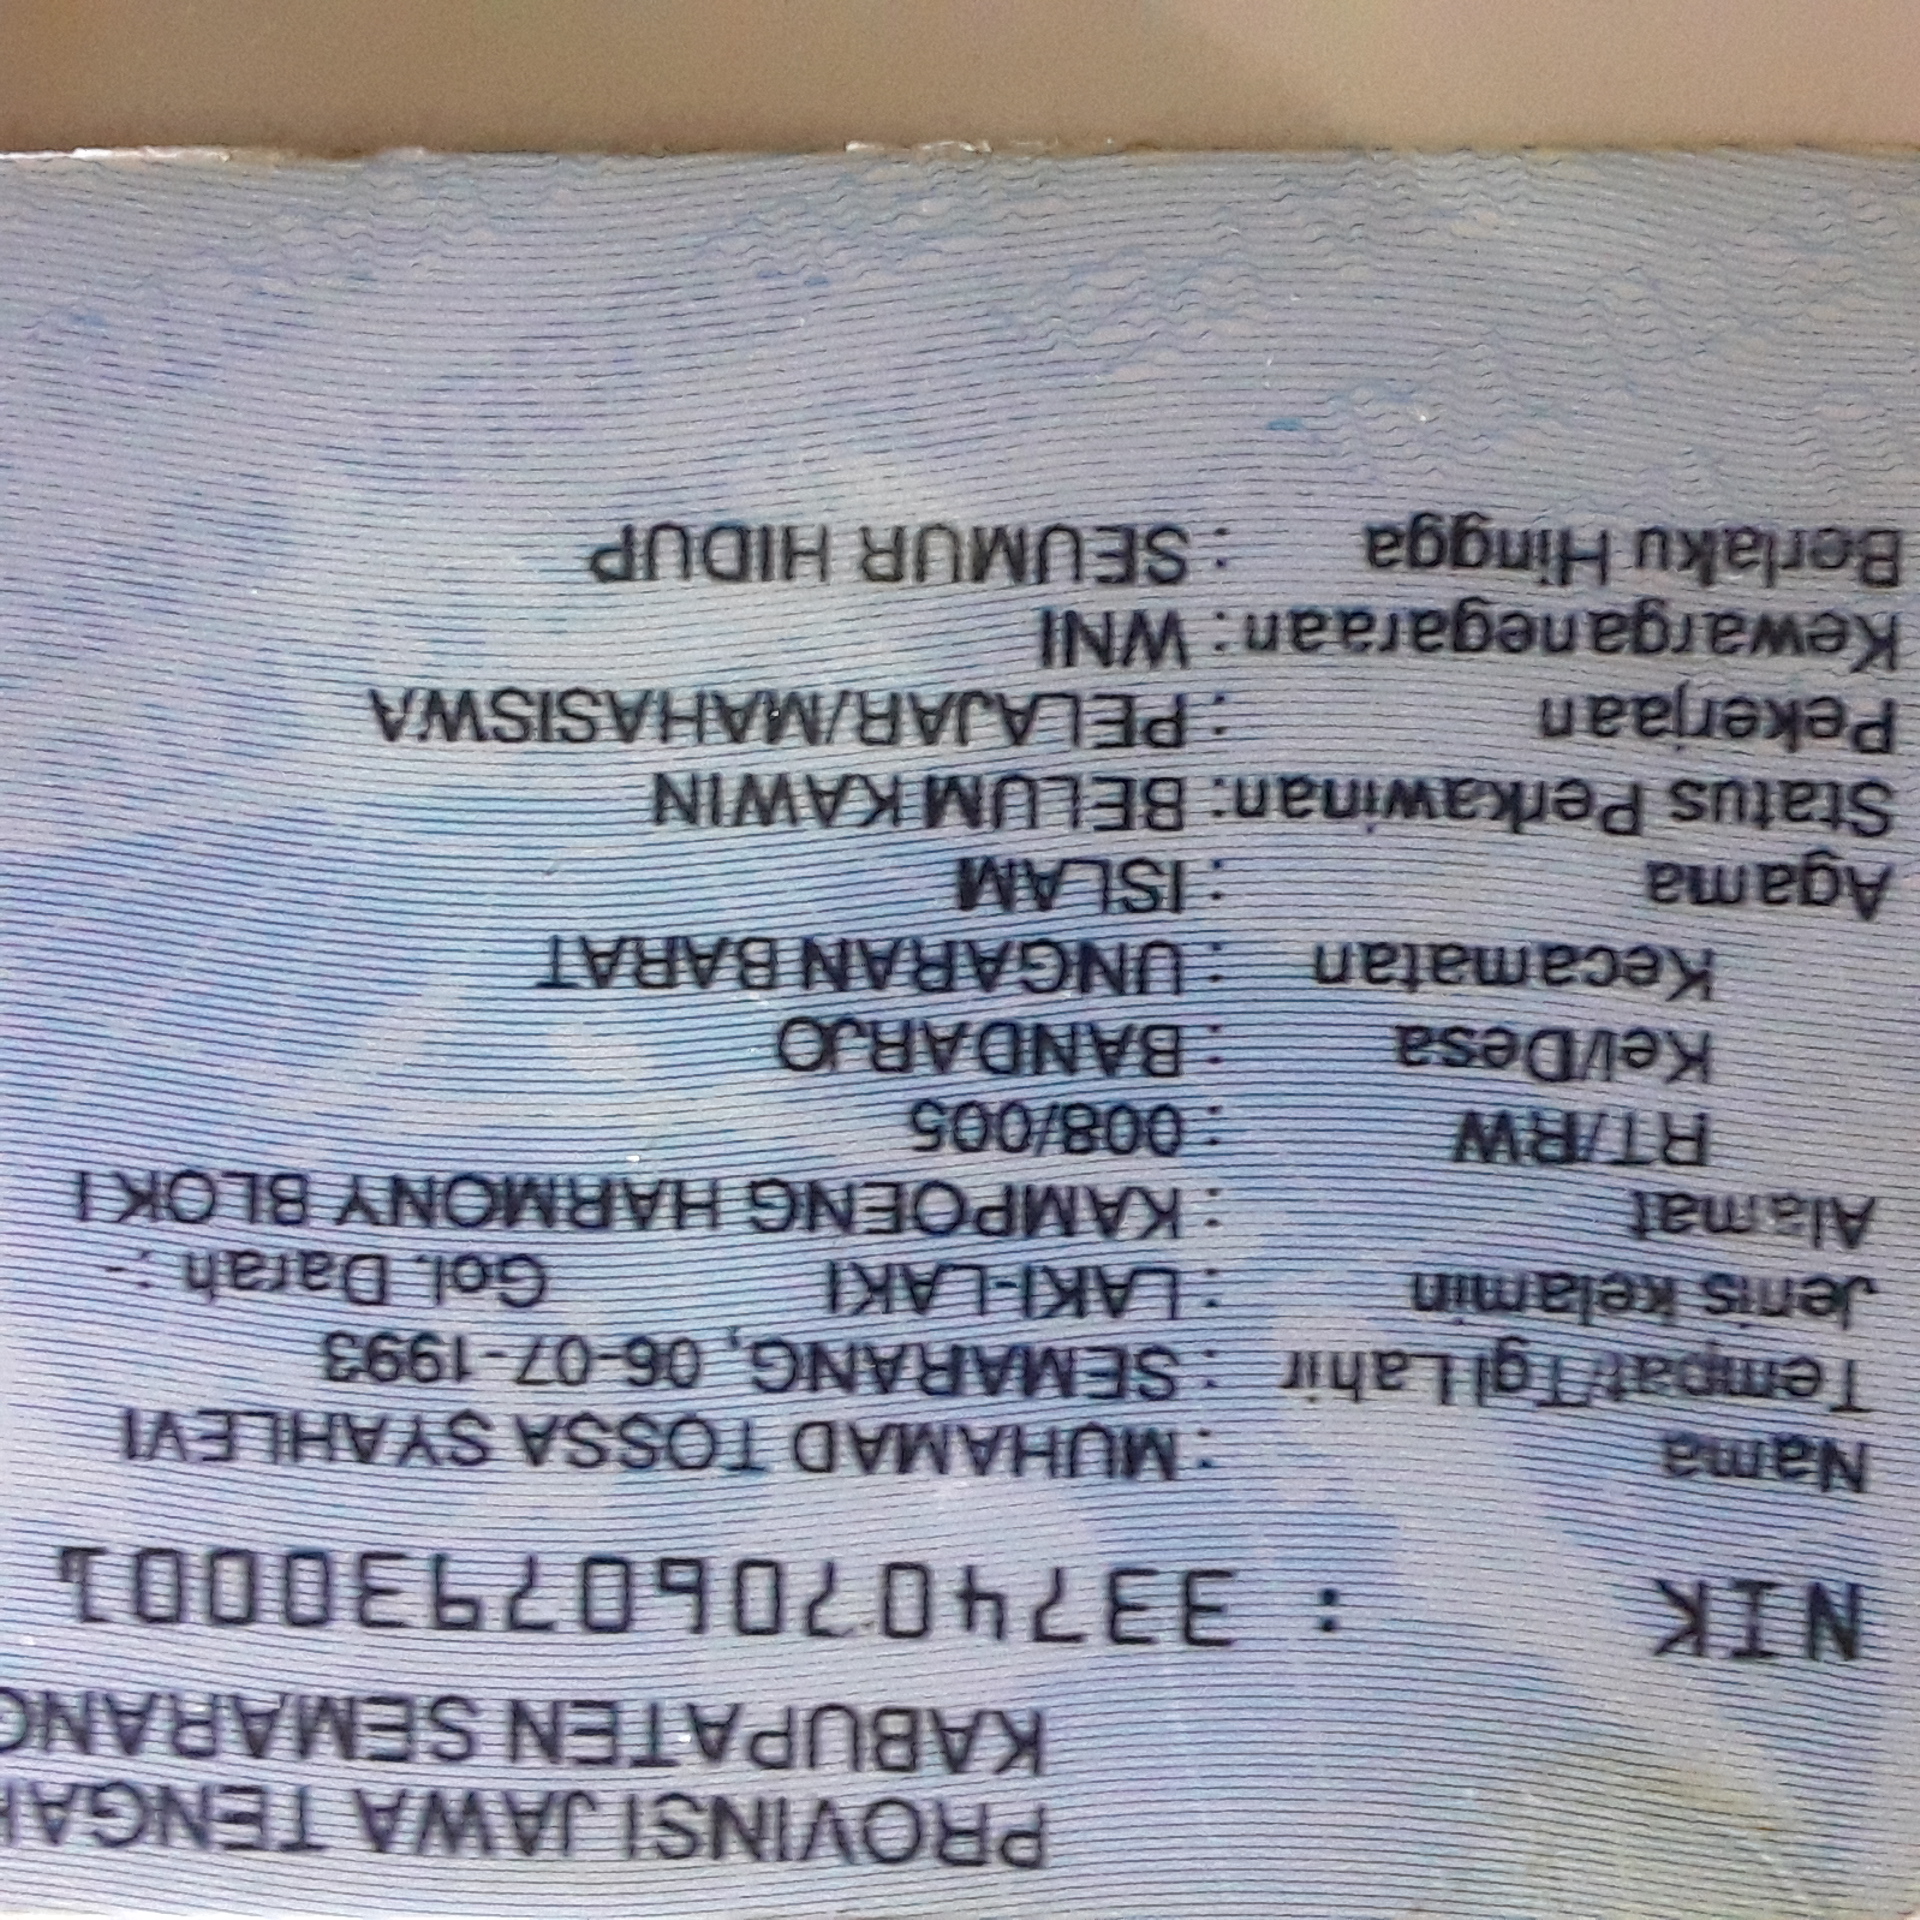 PROVINSI JAWA TENGAH
KABUPATEN SEMARANG
NIK : 3374070607930001
Nama : MUHAMAD TOSSA SYAHLEVI
Tempat/Tgl Lahir : SEMARANG, 06-07-1993
Jenis kelamin : LAKI-LAKI Gol. Darah :-
Alamat : KAMPOENG HARMONY BLOK I
RT/RW : 008/005
Kel/Desa : BANDARJO
Kecamatan : UNGARAN BARAT
Agama : ISLAM
Status Perkawinan: BELUM KAWIN
Pekerjaan : PELAJAR/MAHASISWA
Kewarganegaraan: WNI
Berlaku Hingga : SEUMUR HIDUP